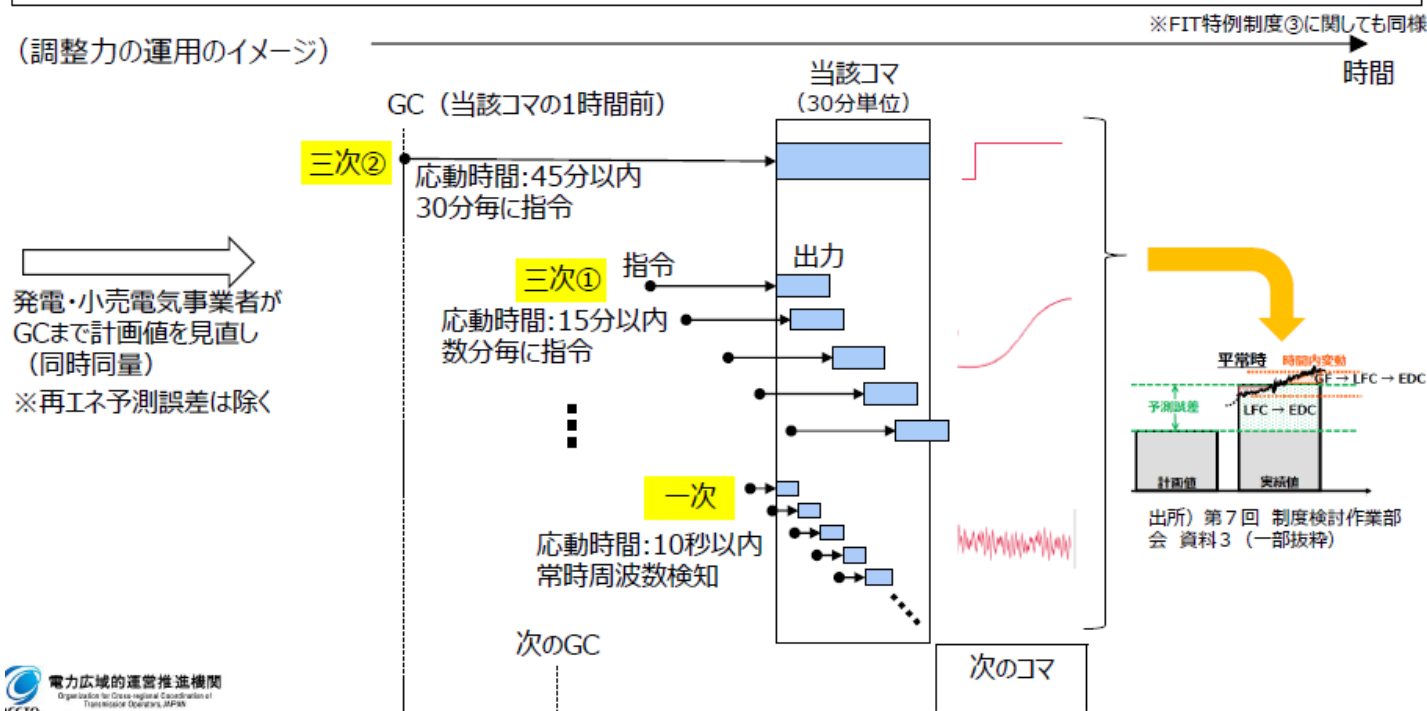 ※FIT特例制度③に関しても同様
（調整力の運用のイメージ）
時間
当該コマ
（30分単位）
GC（当該コマの1時間前）
三次②
応動時間:45分以内
30分毎に指令
発電・小売電気事業者が
GCまで計画値を見直し
（同時同量）
※再エネ予測誤差は除く
三次①
指令
出力
応動時間:15分以内
数分毎に指令
平常時
時間内変動
GF → LFC → EDC
予測誤差
LFC → EDC
計画値
実績値
出所）第７回 制度検討作業部
会 資料３（一部抜粋）
一次
応動時間:10秒以内
常時周波数検知
次のGC
次のコマ
電力広域的運営推進機関
Organization for Cross-regional Coordination of
Transmission Operators, JAPAN